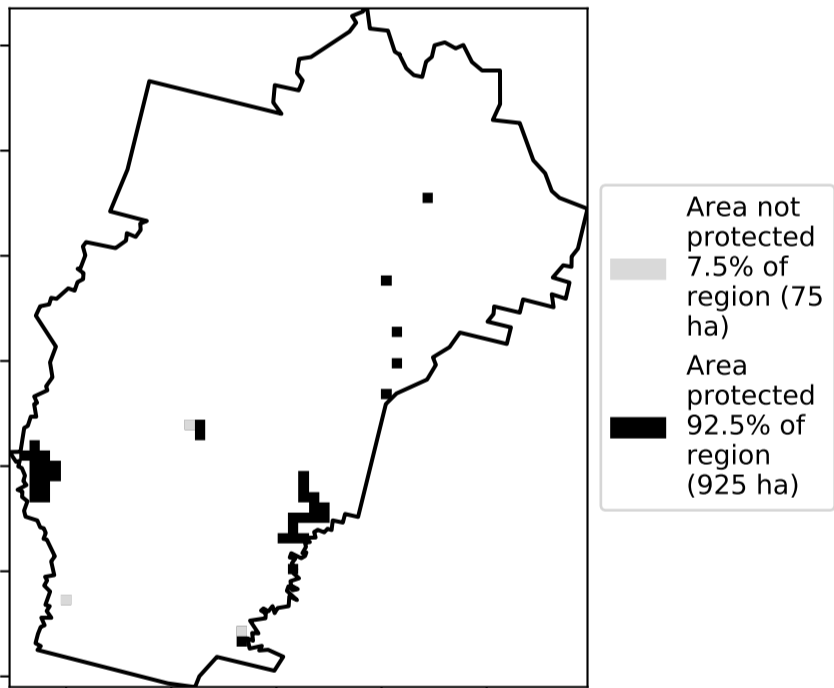 Area not
protected
7.5% of
region (75
ha)
Area
protected
92.5% of
region
(925 ha)